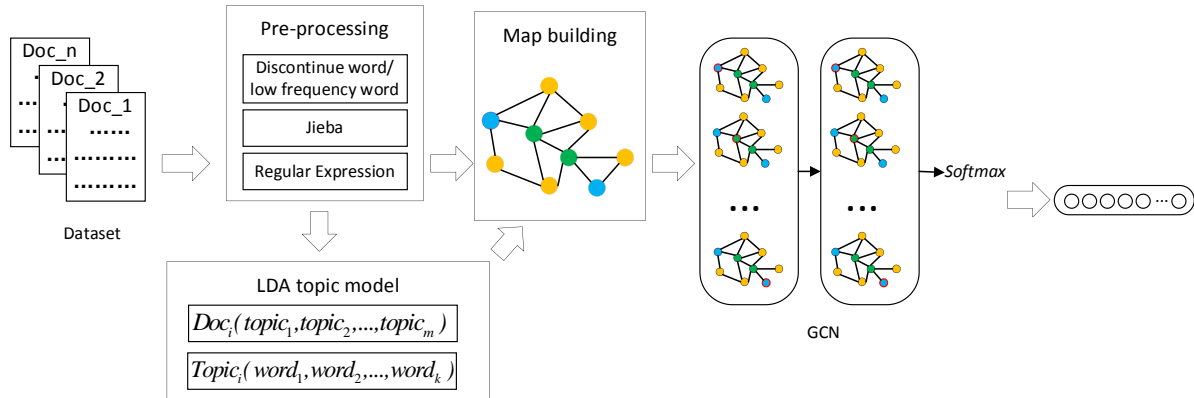 Doc_n
Doc_2
Doc_1
Dataset
Pre-processing
Discontinue word/
low frequency word
Jieba
Regular Expression
LDA topic model
Doc_i(topic_1,topic_2,...,topic_m)
Topic_i(word_1,word_2,...,word_k)
Map building
GCN
Softmax